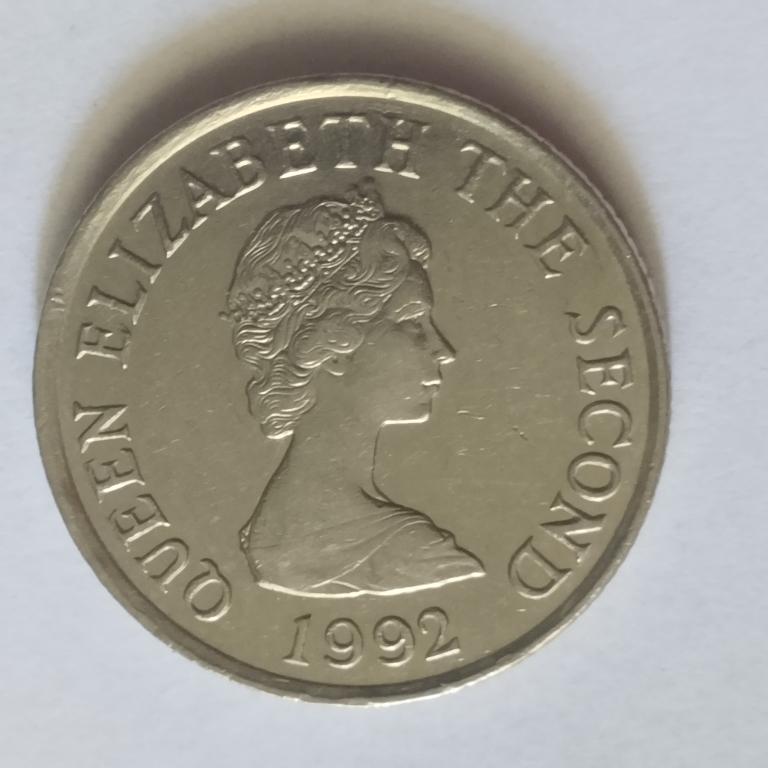 QUEEN ELIZABETH THE SECOND
1992